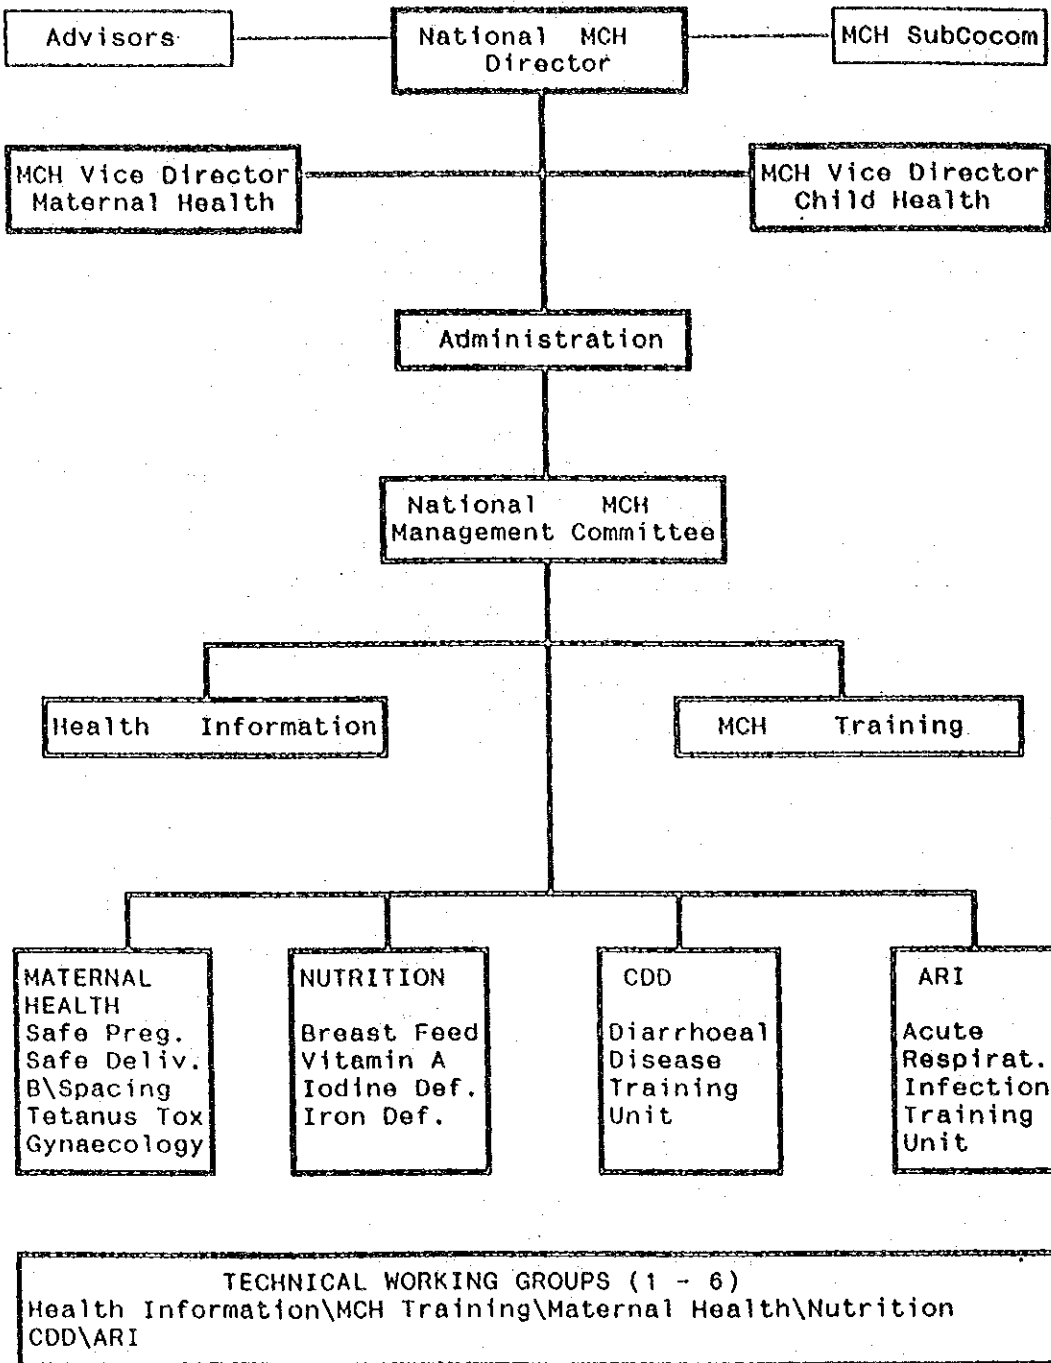 Advisors
National MCH
Director
MCH SubCocom
MCH Vice Director
Maternal Health
MCH Vice Director
Child Health
Administration
National MCH
Management Committee
Health Information
MCH Training
MATERNAL
HEALTH
Safe Preg.
Safe Deliv.
B\Spacing
Tetanus Tox
Gynaecology
NUTRITION
Breast Feed
Vitamin A
Iodine Def.
Iron Def.
CDD
Diarrhoeal
Disease
Training
Unit
ARI
Acute
Respirat.
Infection
Training
Unit
TECHNICAL WORKING GROUPS (1 - 6)
Health Information\MCH Training\Maternal Health\Nutrition
CDD\ARI